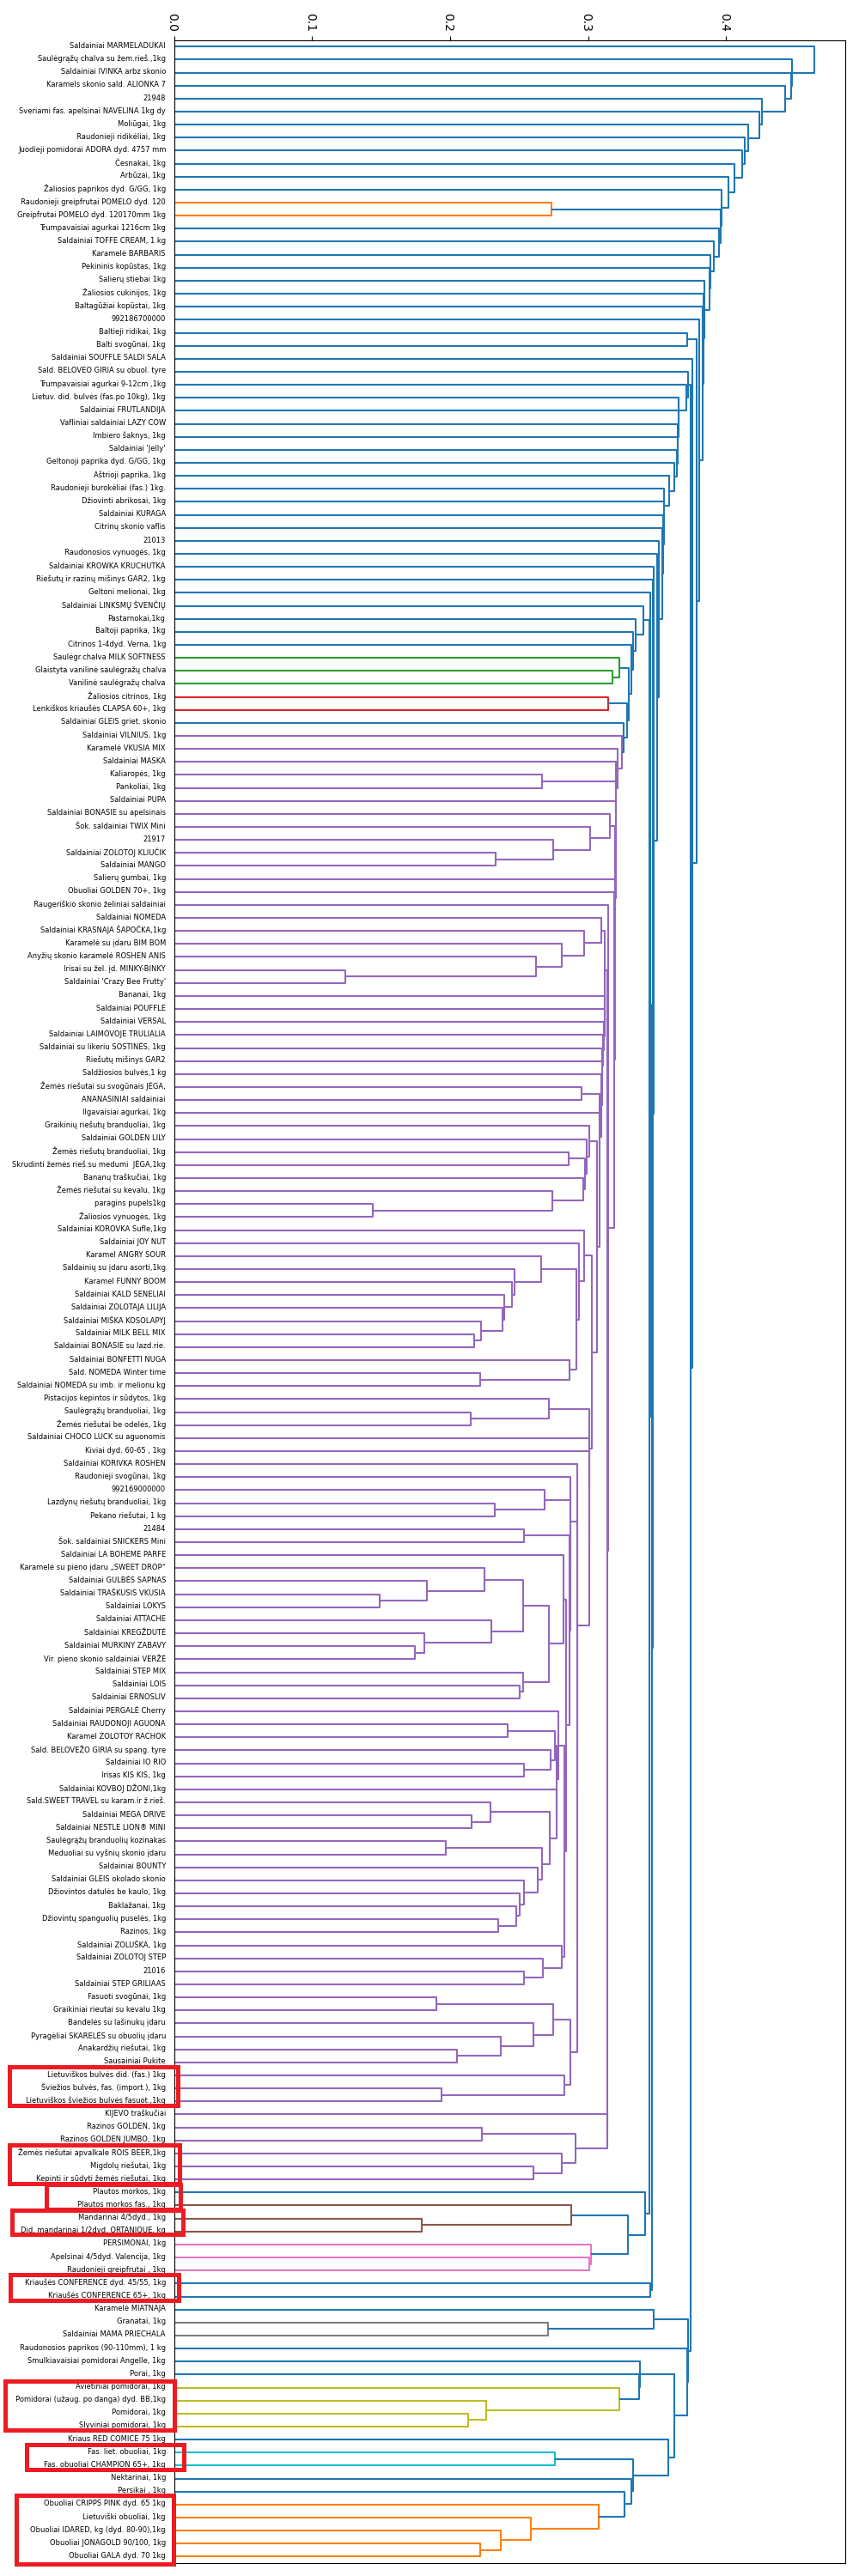 0.0 0.1 0.2 0.3 0.4
Saldainiai MARMELADUKAI
Saulėgrąžų chalva su žem.rieš.,1kg
Saldainiai IVINKA arbz skonio
Karamels skonio sald. ALIONKA 7
21948
Sveriami fas. apelsinai NAVELINA 1kg dy
Moliūgai, 1kg
Raudonieji ridikėliai, 1kg
Juodieji pomidorai ADORA dyd. 4757 mm
Česnakai, 1kg
Arbūzai, 1kg
Žaliosios paprikos dyd. G/GG, 1kg
Raudonieji greipfrutai POMELO dyd. 120
Greipfrutai POMELO dyd. 120170mm 1kg
Trumpavaisiai agurkai 1216cm 1kg
Saldainiai TOFFE CREAM, 1 kg
Karamelė BARBARIS
Pekininis kopūstas, 1kg
Salierų stiebai 1kg
Žaliosios cukinijos, 1kg
Baltagūžiai kopūstai, 1kg
992186700000
Baltieji ridikai, 1kg
Balti svogūnai, 1kg
Saldainiai SOUFFLE SALDI SALA
Sald. BELOVEO GIRIA su obuol. tyre
Trumpavaisiai agurkai 9-12cm ,1kg
Lietuv. did. bulvės (fas.po 10kg), 1kg
Saldainiai FRUTLANDIJA
Vafliniai saldainiai LAZY COW
Imbiero šaknys, 1kg
Saldainiai 'Jelly'
Geltonoji paprika dyd. G/GG, 1kg
Aštrioji paprika, 1kg
Raudonieji burokėliai (fas.) 1kg.
Džiovinti abrikosai, 1kg
Saldainiai KURAGA
Citrinų skonio vaflis
21013
Raudonosios vynuogės, 1kg
Saldainiai KROWKA KRUCHUTKA
Riešutų ir razinų mišinys GAR2, 1kg
Geltoni melionai, 1kg
Saldainiai LINKSMŲ ŠVENČIŲ
Pastarnokai,1kg
Baltoji paprika, 1kg
Citrinos 1-4dyd. Verna, 1kg
Saulėgr.chalva MILK SOFTNESS
Glaistyta vanilinė saulėgražų chalva
Vanilinė saulėgražų chalva
Žaliosios citrinos, 1kg
Lenkiškos kriaušės CLAPSA 60+, 1kg
Saldainiai GLEIS griet. skonio
Saldainiai VILNIUS, 1kg
Karamelė VKUSIA MIX
Saldainiai MASKA
Kaliaropės, 1kg
Pankoliai, 1kg
Saldainiai PUPA
Saldainiai BONASIE su apelsinais
Šok. saldainiai TWIX Mini
21917
Saldainiai ZOLOTOJ KLIUČIK
Saldainiai MANGO
Salierų gumbai, 1kg
Obuoliai GOLDEN 70+, 1kg
Raugeriškio skonio želiniai saldainiai
Saldainiai NOMEDA
Saldainiai KRASNAJA ŠAPOČKA,1kg
Karamelė su įdaru BIM BOM
Anyžių skonio karamelė ROSHEN ANIS
Irisai su žel. įd. MINKY-BINKY
Saldainiai 'Crazy Bee Frutty'
Bananai, 1kg
Saldainiai POUFFLE
Saldainiai VERSAL
Saldainiai LAIMOVOJE TRULIALIA
Saldainiai su likeriu SOSTINĖS, 1kg
Riešutų mišinys GAR2
Saldžiosios bulvės,1 kg
Žemės riešutai su svogūnais JĖGA,
ANANASINIAI saldainiai
Ilgavaisiai agurkai, 1kg
Graikinių riešutų branduoliai, 1kg
Saldainiai GOLDEN LILY
Žemės riešutų branduoliai, 1kg
Skrudinti žemės rieš.su medumi  JĖGA,1kg
Bananų traškučiai, 1kg
Žemės riešutai su kevalu, 1kg
paragins pupels1kg
Žaliosios vynuogės, 1kg
Saldainiai KOROVKA Sufle,1kg
Saldainiai JOY NUT
Karamel ANGRY SOUR
Saldainių su įdaru asorti,1kg
Karamel FUNNY BOOM
Saldainiai KALD SENELIAI
Saldainiai ZOLOTAJA LILIJA
Saldainiai MIŠKA KOSOLAPYJ
Saldainiai MILK BELL MIX
Saldainiai BONASIE su lazd.rie.
Saldainiai BONFETTI NUGA
Sald. NOMEDA Winter time
Saldainiai NOMEDA su imb. ir melionu kg
Pistacijos kepintos ir sūdytos, 1kg
Saulėgrąžų branduoliai, 1kg
Žemės riešutai be odelės, 1kg
Saldainiai CHOCO LUCK su aguonomis
Kiviai dyd. 60-65 , 1kg
Saldainiai KORIVKA ROSHEN
Raudonieji svogūnai, 1kg
992169000000
Lazdynų riešutų branduoliai, 1kg
Pekano riešutai, 1 kg
21484
Šok. saldainiai SNICKERS Mini
Saldainiai LA BOHEME PARFE
Karamelė su pieno įdaru „SWEET DROP"
Saldainiai GULBĖS SAPNAS
Saldainiai TRAŠKUSIS VKUSIA
Saldainiai LOKYS
Saldainiai ATTACHE
Saldainiai KREGŽDUTĖ
Saldainiai MURKINY ZABAVY
Vir. pieno skonio saldainiai VERŽĖ
Saldainiai STEP MIX
Saldainiai LOIS
Saldainiai ERNOSLIV
Saldainiai PERGALĖ Cherry
Saldainiai RAUDONOJI AGUONA
Karamel ZOLOTOY RACHOK
Sald. BELOVEŽO GIRIA su spang. tyre
Saldainiai IO RIO
Irisas KIS KIS, 1kg
Saldainiai KOVBOJ DŽONI,1kg
Sald.SWEET TRAVEL su karam.ir ž.rieš.
Saldainiai MEGA DRIVE
Saldainiai NESTLE LION® MINI
Saulėgrąžų branduolių kozinakas
Meduoliai su vyšnių skonio įdaru
Saldainiai BOUNTY
Saldainiai GLEIS okolado skonio
Džiovintos datulės be kaulo, 1kg
Baklažanai, 1kg
Džiovintų spanguolių puselės, 1kg
Razinos, 1kg
Saldainiai ZOLUŠKA, 1kg
Saldainiai ZOLOTOJ STEP
21016
Saldainiai STEP GRILIAAS
Fasuoti svogūnai, 1kg
Graikiniai rieutai su kevalu 1kg
Bandelės su lašinukų įdaru
Pyragėliai SKARELĖS su obuolių įdaru
Anakardžių riešutai, 1kg
Sausainiai Pukite
Lietuviškos bulvės did. (fas.) 1kg
Šviežios bulvės, fas. (import.), 1kg
Lietuviškos šviežios bulvės fasuot.,1kg
KIJEVO traškučiai
Razinos GOLDEN, 1kg
Razinos GOLDEN JUMBO, 1kg
Žemės riešutai apvalkale ROIS BEER,1kg
Migdolų riešutai, 1kg
Kepinti ir sūdyti žemės riešutai, 1kg
Plautos morkos, 1kg
Plautos morkos fas., 1kg
Mandarinai 4/5dyd., 1kg
Did. mandarinai 1/2dyd. ORTANIQUE, kg
PERSIMONAI, 1kg
Apelsinai 4/5dyd. Valencija, 1kg
Raudonieji greipfrutai , 1kg
Kriaušės CONFERENCE dyd. 45/55, 1kg
Kriaušės CONFERENCE 65+, 1kg
Karamelė MIATNAJA
Granatai, 1kg
Saldainiai MAMA PRIECHALA
Raudonosios paprikos (90-110mm), 1 kg
Smulkiavaisiai pomidorai Angelle, 1kg
Porai, 1kg
Avietiniai pomidorai, 1kg
Pomidorai (užaug. po danga) dyd. BB,1kg
Pomidorai, 1kg
Slyviniai pomidorai, 1kg
Kriaus RED COMICE 75 1kg
Fas. liet. obuoliai, 1kg
Fas. obuoliai CHAMPION 65+, 1kg
Nektarinai, 1kg
Persikai , 1kg
Obuoliai CRIPPS PINK dyd. 65 1kg
Lietuviški obuoliai, 1kg
Obuoliai IDARED, kg (dyd. 80-90),1kg
Obuoliai JONAGOLD 90/100, 1kg
Obuoliai GALA dyd. 70 1kg